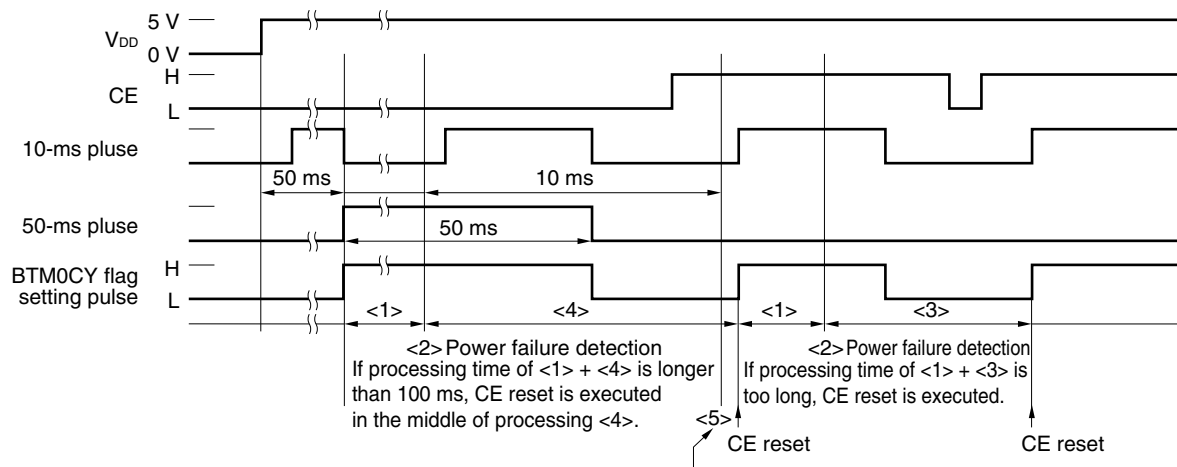 5 V
VDD
0 V
H
CE
L
10-ms pluse
50 ms
10 ms
50-ms pluse
50 ms
BTM0CY flag
setting pulse
H
L
<1>
<4>
<1>
<3>
<2>Power failure detection
If processing time of <1> + <4> is longer
than 100 ms, CE reset is executed
in the middle of processing <4>.
<2>Power failure detection
If processing time of <1> + <3> is
too long, CE reset is executed.
<5>
CE reset
CE reset